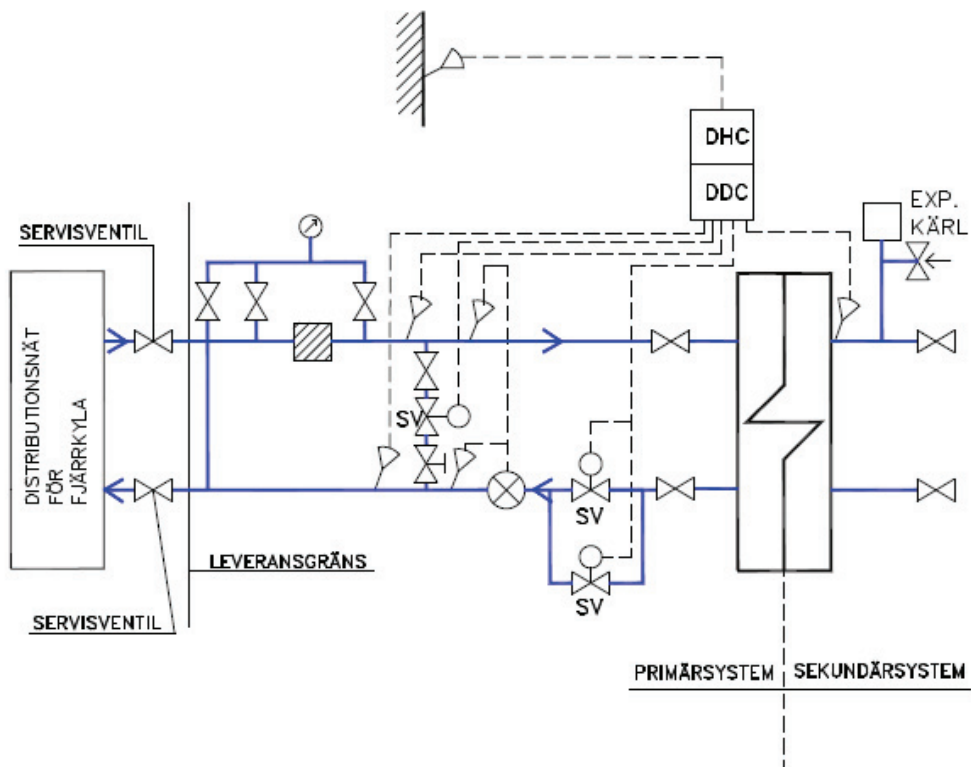 DHC
DDC
EXP.
KÄRL
SERVISVENTIL
DISTRIBUTIONSNÄT
FÖR
FJÄRRKYLA
SV
SV
LEVERANSGRÄNS
SV
SERVISVENTIL
PRIMÄRSYSTEM
SEKUNDÄRSYSTEM